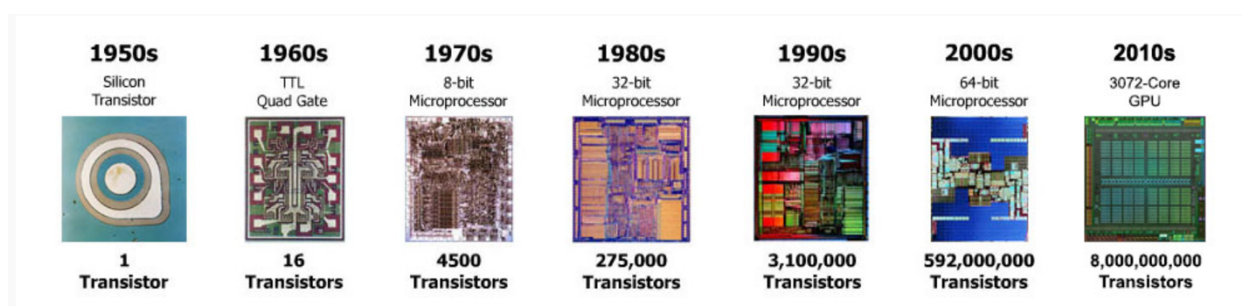 1950s
Silicon
Transistor
1
Transistor
1960s
TTL
Quad Gate
16
Transistors
1970s
8-bit
Microprocessor
4500
Transistors
1980s
32-bit
Microprocessor
275,000
Transistors
1990s
32-bit
Microprocessor
3,100,000
Transistors
2000s
64-bit
Microprocessor
592,000,000
Transistors
2010s
3072-Core
GPU
8,000,000,000
Transistors